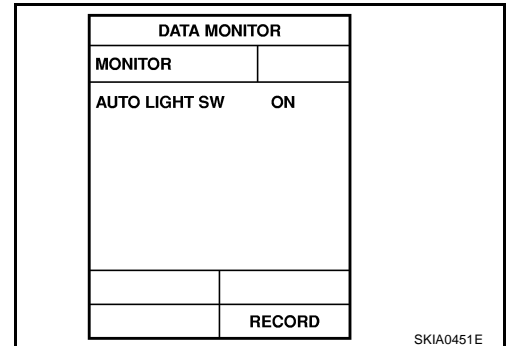 DATA MONITOR
MONITOR
AUTO LIGHT SW ON
RECORD
SKIA0451E